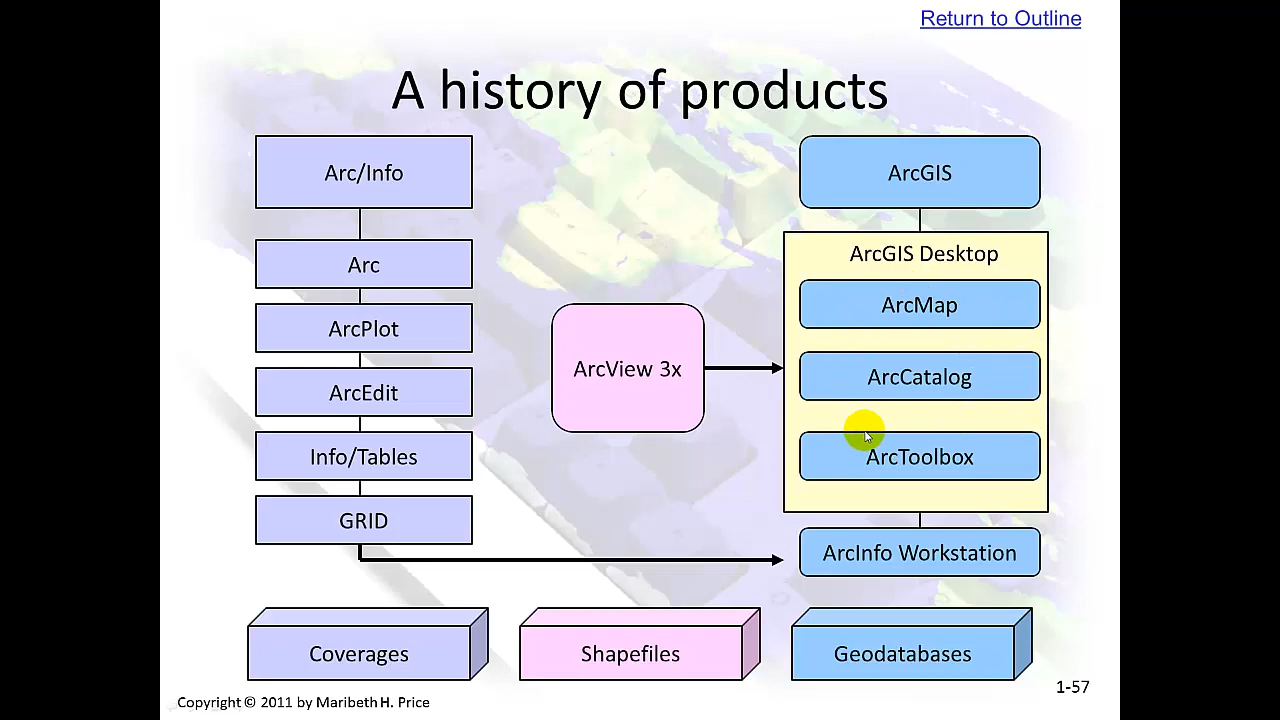 Return to Outline
A history of products
Arc/Info
Arc
ArcPlot
ArcEdit
Info/Tables
GRID
ArcView 3x
ArcGIS
ArcGIS Desktop
ArcMap
ArcCatalog
ArcToolbox
ArcInfo Workstation
Coverages
Shapefiles
Geodatabases
1-57
Copyright © 2011 by Maribeth H. Price